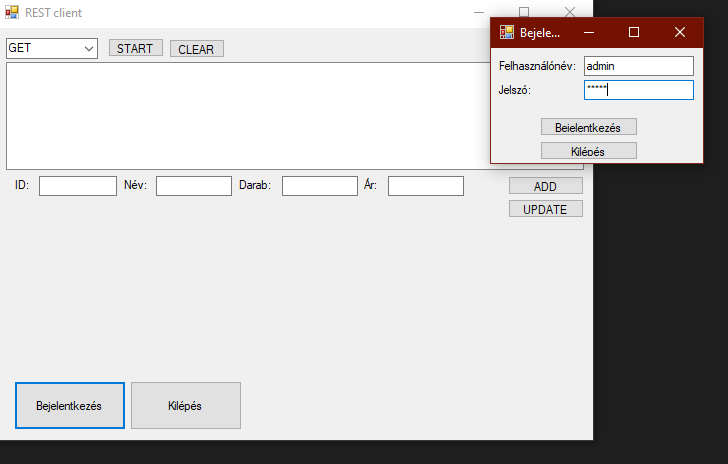 REST client
GET
START
CLEAR
Bejele...
Felhasználónév:
admin
Jelszó:
*****
Bejelentkezés
Kilépés
ID:
Név:
Darab:
Ár:
ADD
UPDATE
Bejelentkezés
Kilépés